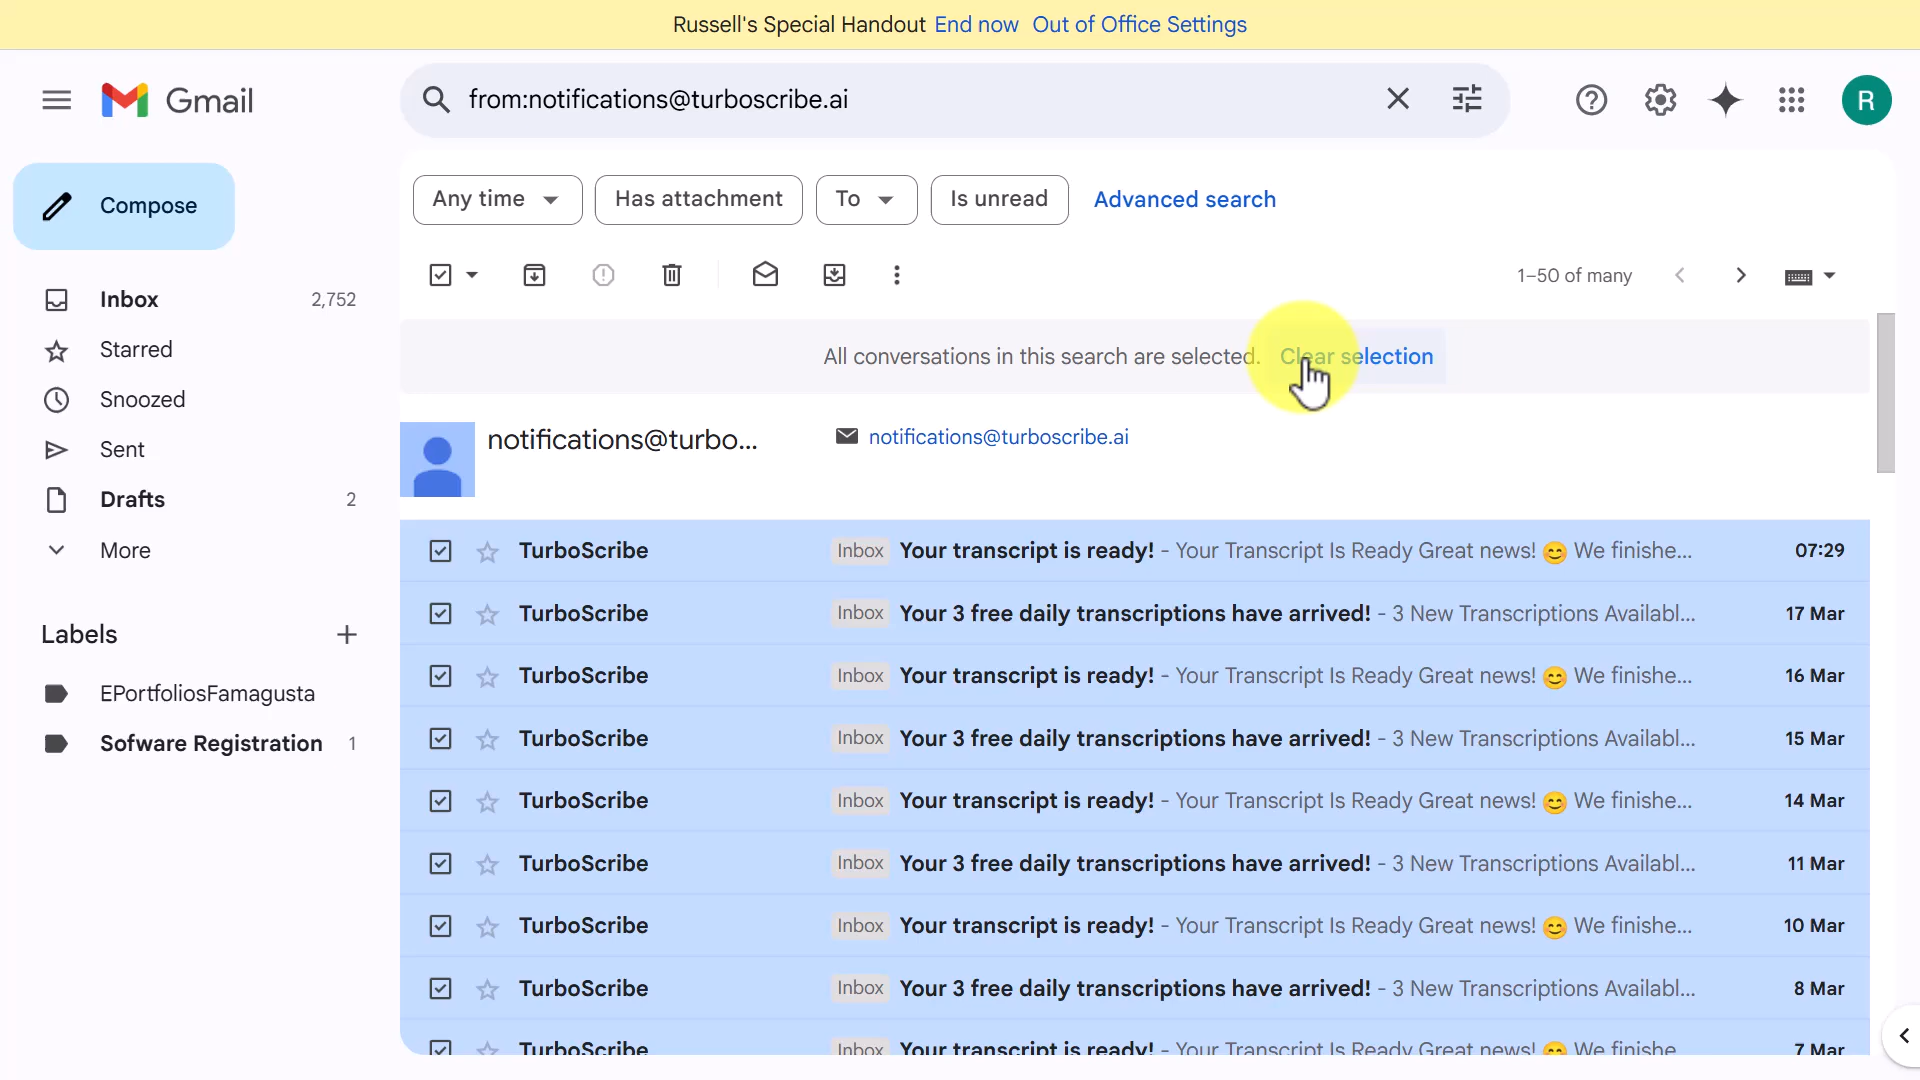 Russell's Special Handout End now Out of Office Settings
Gmail
from:notifications@turboscribe.ai
R
Compose
Any time
Has attachment
To
Is unread
Advanced search
1–50 of many
Inbox 2,752
Starred
Snoozed
Sent
Drafts 2
More
Labels
EPortfoliosFamagusta
Sofware Registration 1
All conversations in this search are selected. Clear selection
notifications@turbo...
notifications@turboscribe.ai
TurboScribe Inbox Your transcript is ready! - Your Transcript Is Ready Great news! 😊 We finishe... 07:29
TurboScribe Inbox Your 3 free daily transcriptions have arrived! - 3 New Transcriptions Availabl... 17 Mar
TurboScribe Inbox Your transcript is ready! - Your Transcript Is Ready Great news! 😊 We finishe... 16 Mar
TurboScribe Inbox Your 3 free daily transcriptions have arrived! - 3 New Transcriptions Availabl... 15 Mar
TurboScribe Inbox Your transcript is ready! - Your Transcript Is Ready Great news! 😊 We finishe... 14 Mar
TurboScribe Inbox Your 3 free daily transcriptions have arrived! - 3 New Transcriptions Availabl... 11 Mar
TurboScribe Inbox Your transcript is ready! - Your Transcript Is Ready Great news! 😊 We finishe... 10 Mar
TurboScribe Inbox Your 3 free daily transcriptions have arrived! - 3 New Transcriptions Availabl... 8 Mar
TurboScribe Inbox Your transcript is ready! - Your Transcript Is Ready Great news! 😊 We finishe 7 Mar